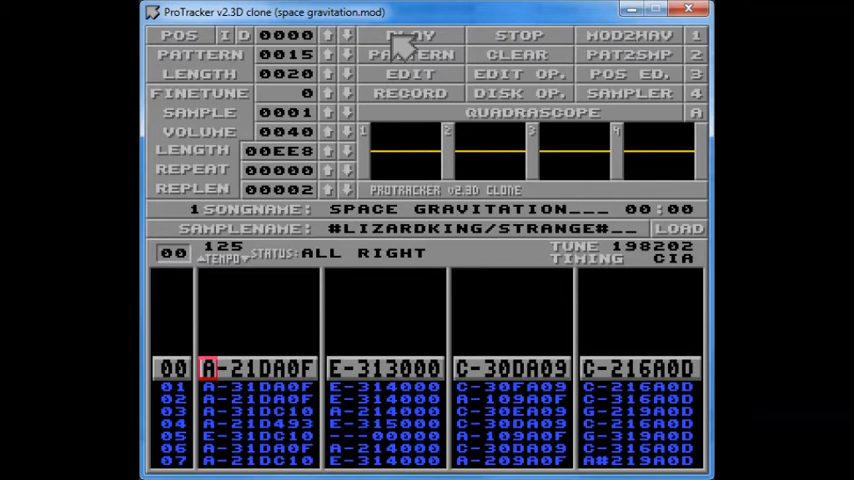 ProTracker v2.3D clone (space gravitation.mod)
POS I D 0000 PLAY STOP MOD2WAV 1
PATTERN 0015 PATTERN CLEAR PAT2SMP 2
LENGTH 0020 EDIT EDIT OP. POS ED. 3
FINETUNE 0 RECORD DISK OP. SAMPLER 4
SAMPLE 0001 QUADRASCOPE A
VOLUME 0040 1 2 3 4
LENGTH 00EE8
REPEAT 00000
REPLEN 00002 PROTRACKER V2.3D CLONE
1 SONGNAME: SPACE GRAVITATION___ 00:00
SAMPLENAME: #LIZARDKING/STRANGE#__ LOAD
00 125 TEMPO STATUS: ALL RIGHT TUNE 198202
TIMING CIA
00 A-21DA0F E-313000 C-30DA09 C-216A0D
01 A-31DA0F E-314000 C-30FA09 C-216A0D
02 A-21DA0F E-314000 A-109A0F C-216A0D
03 A-31DC10 A-214000 C-30EA09 G-219A0D
04 A-21D493 E-315000 C-30DA09 C-216A0D
05 E-31DC10 ---00000 A-109A0F G-319A0D
06 A-31DA0F A-214000 C-30DA09 C-216A0D
07 A-21DC10 E-314000 A-209A0F A#219A0D